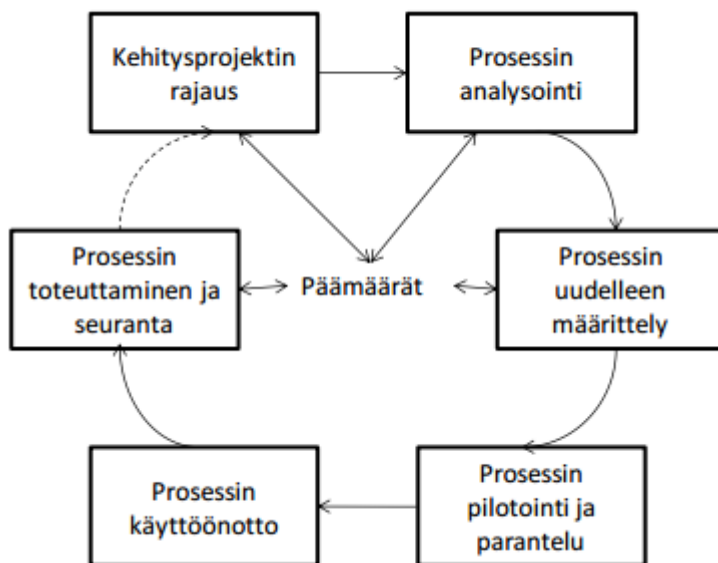 Kehitysprojektin
rajaus
Prosessin
analysointi
Prosessin
toteuttaminen ja
seuranta
Päämäärät
Prosessin
uudelleen
määrittely
Prosessin
käyttöönotto
Prosessin
pilotointi ja
parantelu